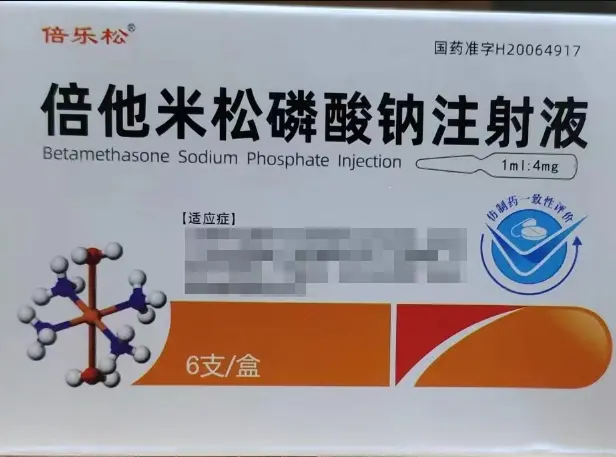 倍乐松®
国药准字H20064917
倍他米松磷酸钠注射液
Betamethasone Sodium Phosphate Injection
1ml:4mg
仿制药一致性评价
【适应症】
6支/盒